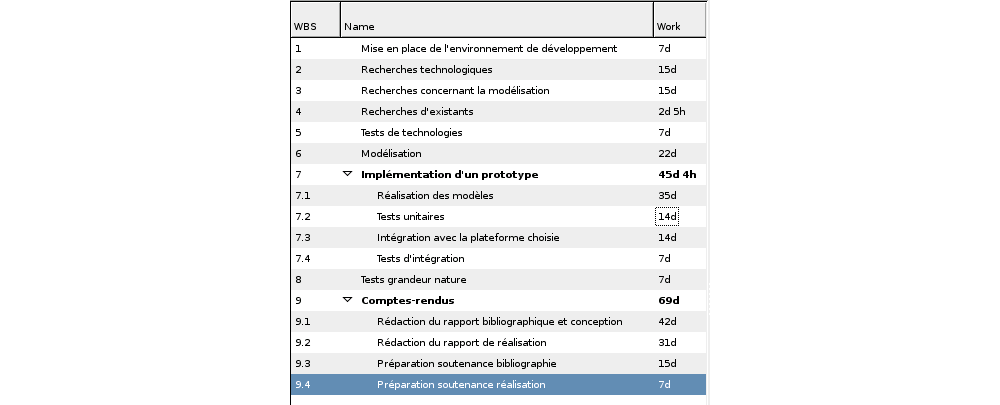 WBS Name Work
1 Mise en place de l'environnement de développement 7d
2 Recherches technologiques 15d
3 Recherches concernant la modélisation 15d
4 Recherches d'existants 2d 5h
5 Tests de technologies 7d
6 Modélisation 22d
7 Implémentation d'un prototype 45d 4h
7.1 Réalisation des modèles 35d
7.2 Tests unitaires 14d
7.3 Intégration avec la plateforme choisie 14d
7.4 Tests d'intégration 7d
8 Tests grandeur nature 7d
9 Comptes-rendus 69d
9.1 Rédaction du rapport bibliographique et conception 42d
9.2 Rédaction du rapport de réalisation 31d
9.3 Préparation soutenance bibliographie 15d
9.4 Préparation soutenance réalisation 7d